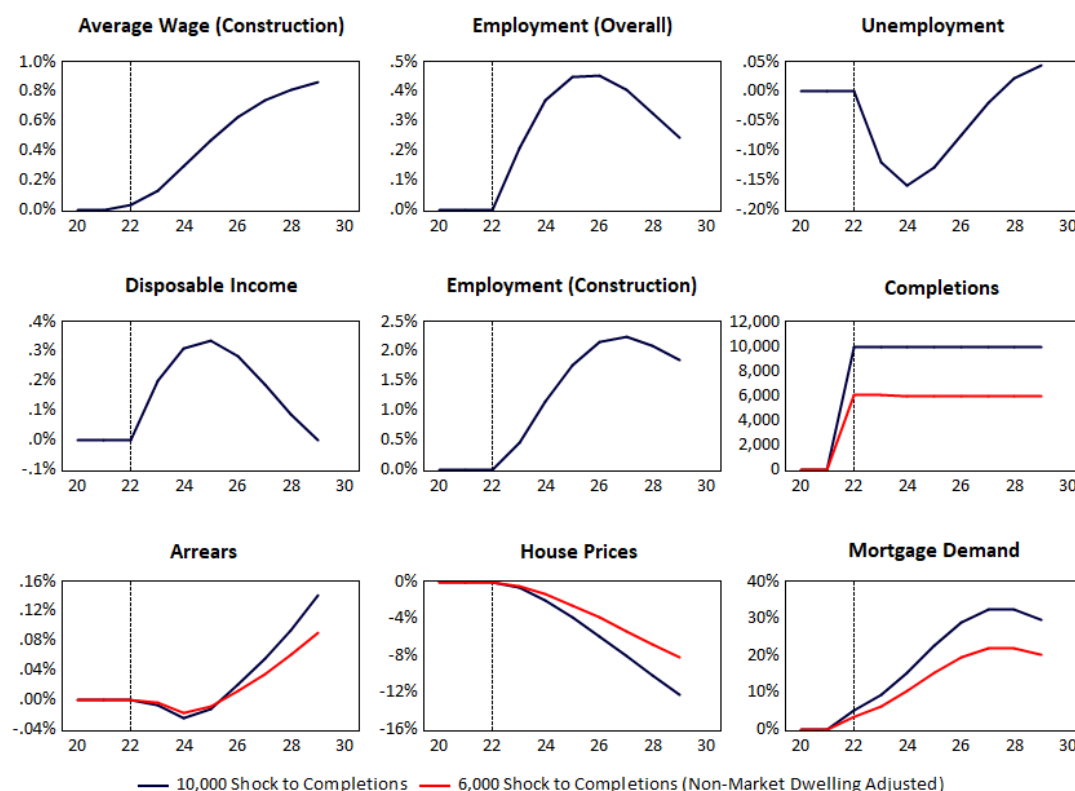 Average Wage (Construction)
Employment (Overall)
Unemployment
1.0%
0.8%
0.6%
0.4%
0.2%
0.0%
20 22 24 26 28 30
.5%
.4%
.3%
.2%
.1%
.0%
20 22 24 26 28 30
.05%
.00%
-.05%
-.10%
-.15%
-.20%
20 22 24 26 28 30
Disposable Income
Employment (Construction)
Completions
.4%
.3%
.2%
.1%
.0%
-.1%
20 22 24 26 28 30
2.5%
2.0%
1.5%
1.0%
0.5%
0.0%
20 22 24 26 28 30
12,000
10,000
8,000
6,000
4,000
2,000
0
20 22 24 26 28 30
Arrears
House Prices
Mortgage Demand
.16%
.12%
.08%
.04%
.00%
-.04%
20 22 24 26 28 30
0%
-4%
-8%
-12%
-16%
20 22 24 26 28 30
40%
30%
20%
10%
0%
20 22 24 26 28 30
10,000 Shock to Completions
6,000 Shock to Completions (Non-Market Dwelling Adjusted)